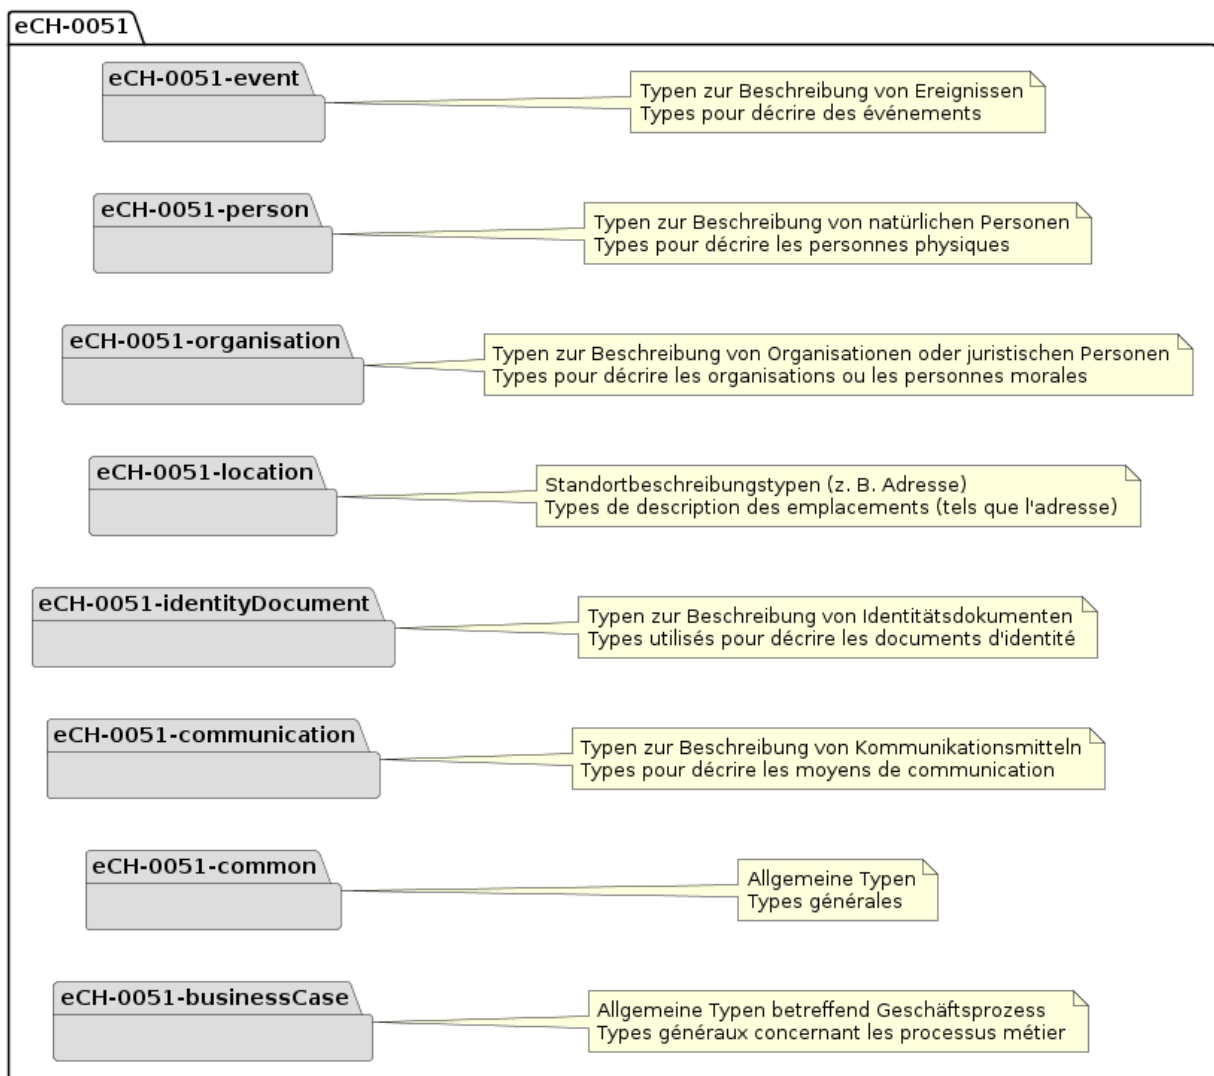 eCH-0051
eCH-0051-event
Typen zur Beschreibung von Ereignissen
Types pour décrire des événements
eCH-0051-person
Typen zur Beschreibung von natürlichen Personen
Types pour décrire les personnes physiques
eCH-0051-organisation
Typen zur Beschreibung von Organisationen oder juristischen Personen
Types pour décrire les organisations ou les personnes morales
eCH-0051-location
Standortbeschreibungstypen (z. B. Adresse)
Types de description des emplacements (tels que l'adresse)
eCH-0051-identityDocument
Typen zur Beschreibung von Identitätsdokumenten
Types utilisés pour décrire les documents d'identité
eCH-0051-communication
Typen zur Beschreibung von Kommunikationsmitteln
Types pour décrire les moyens de communication
eCH-0051-common
Allgemeine Typen
Types générales
eCH-0051-businessCase
Allgemeine Typen betreffend Geschäftsprozess
Types généraux concernant les processus métier